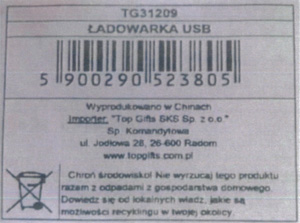 TG31209
ŁADOWARKA USB
5 900290 523805
Wyprodukowano w Chinach
Importer: "Top Gifts SKS Sp. z o.o."
Sp. Komandytowa
ul. Jodłowa 28, 26-600 Radom
www.topgifts.com.pl
Chroń środowisko! Nie wyrzucaj tego produktu
razem z odpadami z gospodarstwa domowego.
Dowiedz się od lokalnych władz, jakie są
możliwości recyklingu w twojej okolicy.